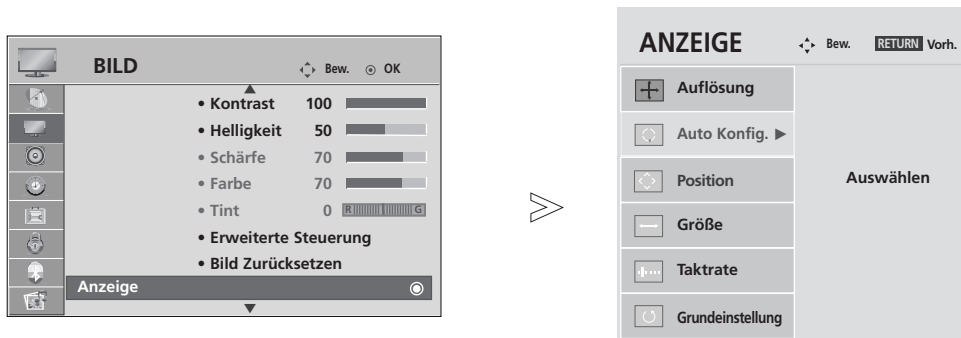 BILD
Bew. OK
• Kontrast 100
• Helligkeit 50
• Schärfe 70
• Farbe 70
• Tint 0 R G
• Erweiterte Steuerung
• Bild Zurücksetzen
Anzeige
ANZEIGE
Bew. RETURN Vorh.
Auflösung
Auto Konfig. ▶
Position
Größe
Taktrate
Grundeinstellung
Auswählen